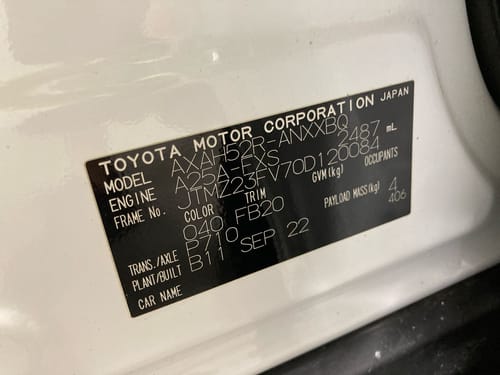 TOYOTA MOTOR CORPORATION JAPAN
MODEL AXAH52R-ANXXBQ
ENGINE A25A-FXS 2487 mL
FRAME No. JTMZ23FV70D120084
COLOR TRIM GVM(kg) OCCUPANTS
040 FB20 4
TRANS./AXLE P710 PAYLOAD MASS(kg) 406
PLANT/BUILT B11 SEP 22
CAR NAME